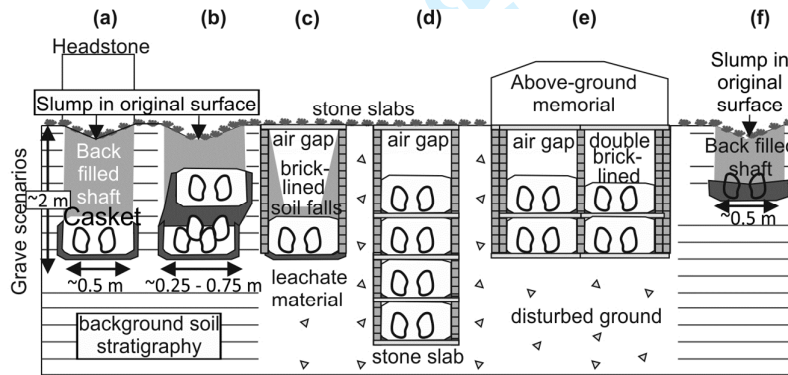 (a)
(b)
(c)
(d)
(e)
(f)
Headstone
Slump in original surface
stone slabs
Above-ground
memorial
Slump in
original
surface
Grave scenarios
~2 m
Back
filled
shaft
Casket
~0.5 m
~0.25 - 0.75 m
air gap
brick-
lined
soil falls
leachate
material
air gap
stone slab
air gap
double
brick-
lined
disturbed ground
Back filled
shaft
~0.5 m
background soil
stratigraphy